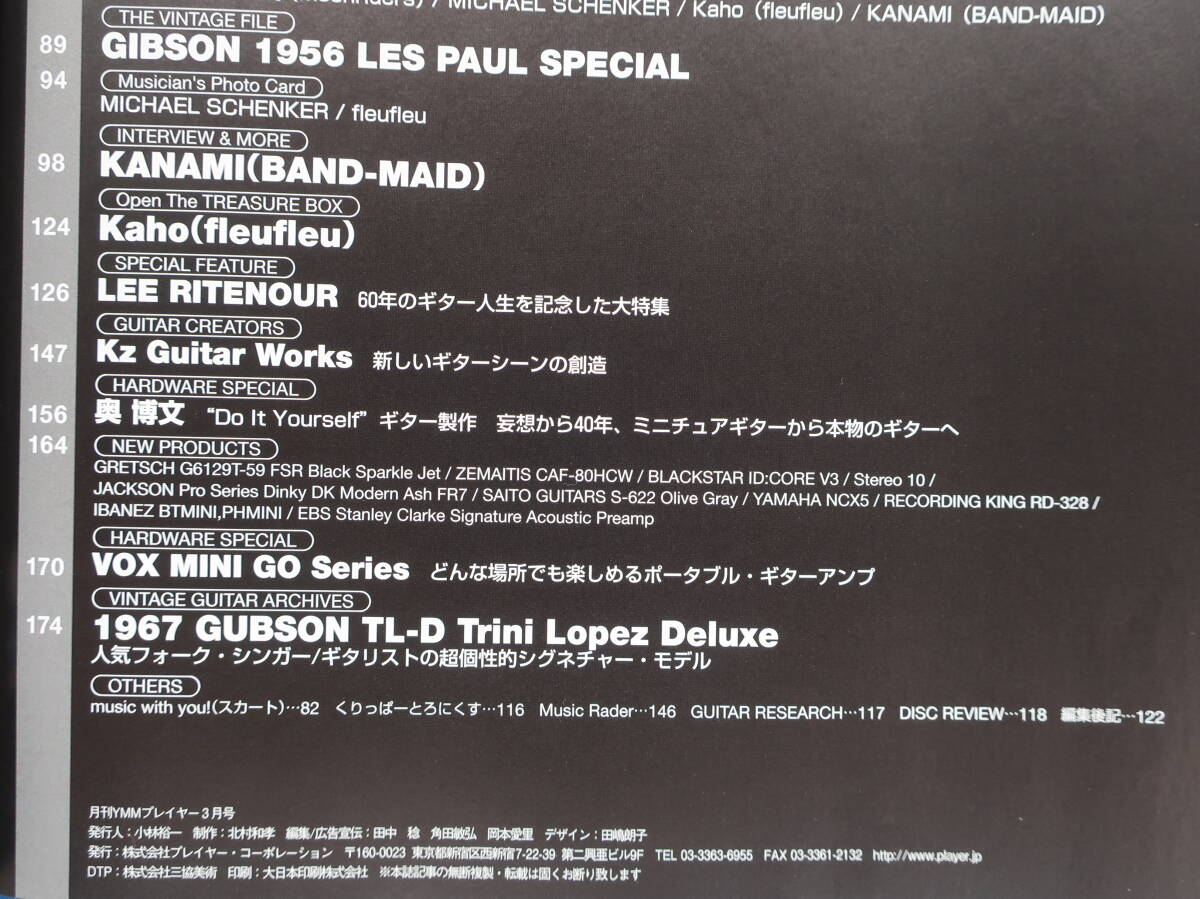 MICHAEL SCHENKER / Kaho (fleufleu) / KANAMI (BAND-MAID)
THE VINTAGE FILE
89 GIBSON 1956 LES PAUL SPECIAL
94 Musician's Photo Card
MICHAEL SCHENKER / fleufleu
INTERVIEW & MORE
98 KANAMI(BAND-MAID)
Open The TREASURE BOX
124 Kaho(fleufleu)
SPECIAL FEATURE
126 LEE RITENOUR 60年のギター人生を記念した大特集
GUITAR CREATORS
147 Kz Guitar Works 新しいギターシーンの創造
HARDWARE SPECIAL
156 奥 博文 “Do It Yourself”ギター製作 妄想から40年、ミニチュアギターから本物のギターへ
164 NEW PRODUCTS
GRETSCH G6129T-59 FSR Black Sparkle Jet / ZEMAITIS CAF-80HCW / BLACKSTAR ID:CORE V3 / Stereo 10 /
JACKSON Pro Series Dinky DK Modern Ash FR7 / SAITO GUITARS S-622 Olive Gray / YAMAHA NCX5 / RECORDING KING RD-328 /
IBANEZ BTMINI,PHMINI / EBS Stanley Clarke Signature Acoustic Preamp
HARDWARE SPECIAL
170 VOX MINI GO Series どんな場所でも楽しめるポータブル・ギターアンプ
VINTAGE GUITAR ARCHIVES
174 1967 GUBSON TL-D Trini Lopez Deluxe
人気フォーク・シンガー/ギタリストの超個性的シグネチャー・モデル
OTHERS
music with you!(スカート)…82 くりっぱーとろにくす…116 Music Rader…146 GUITAR RESEARCH…117 DISC REVIEW…118 編集後記…122
月刊YMMプレイヤー3月号
発行人：小林裕一 制作：北村和孝 編集/広告宣伝：田中 稔 角田敏弘 岡本愛里 デザイン：田嶋朗子
発行：株式会社プレイヤー・コーポレーション 〒160-0023 東京都新宿区西新宿7-22-39 第二興亜ビル9F TEL 03-3363-6955 FAX 03-3361-2132 http://www.player.jp
DTP：株式会社三協美術 印刷：大日本印刷株式会社 ※本誌記事の無断複製・転載は固くお断り致します